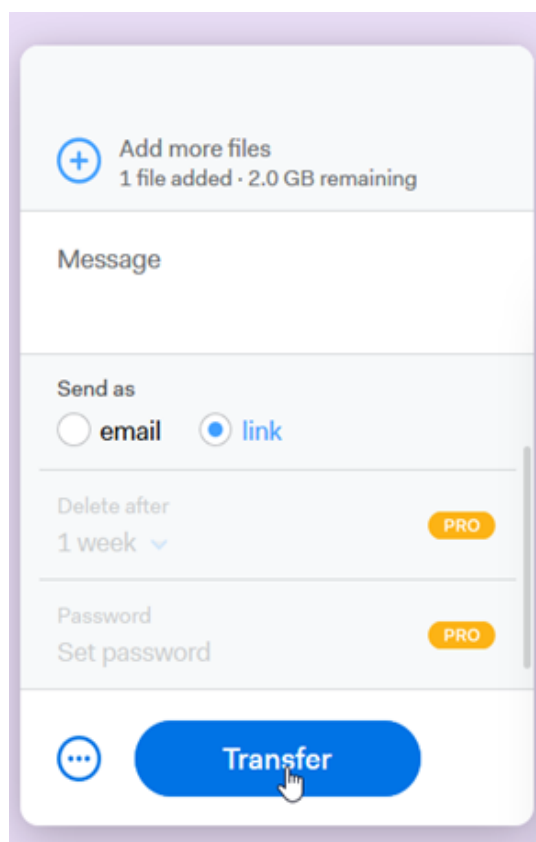 Add more files
1 file added · 2.0 GB remaining
Message
Send as
email link
Delete after
1 week PRO
Password
Set password PRO
Transfer